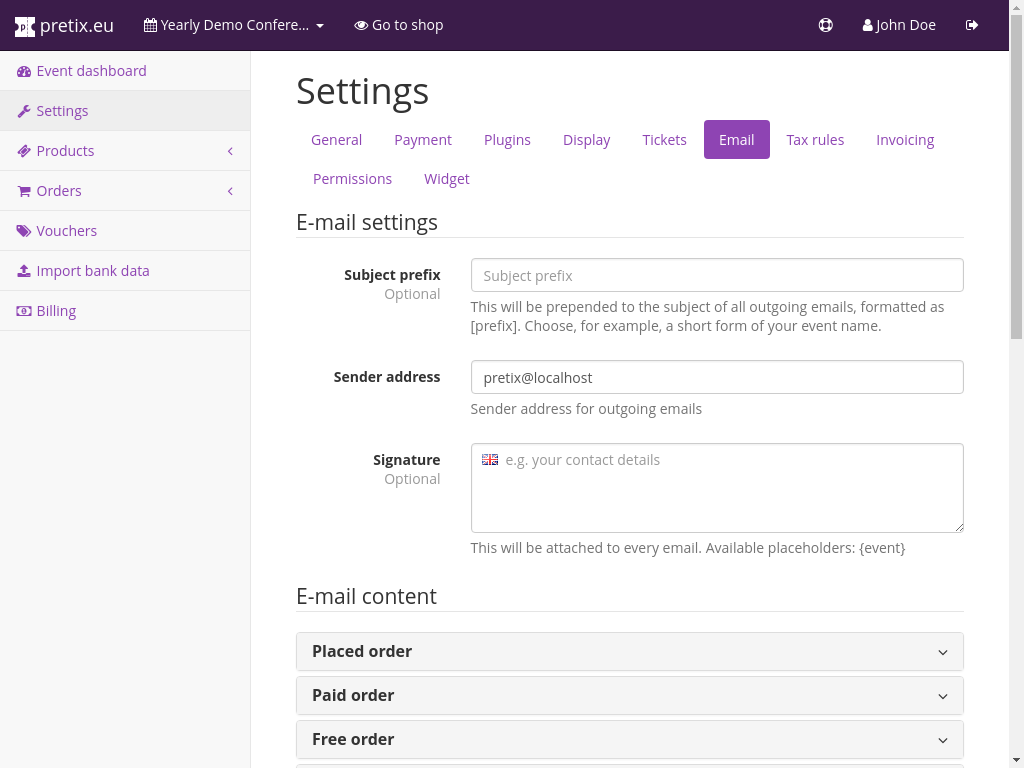 pretix.eu
Yearly Demo Confere...
Go to shop
John Doe
Event dashboard
Settings
Products
Orders
Vouchers
Import bank data
Billing
Settings
General Payment Plugins Display Tickets Email Tax rules Invoicing
Permissions Widget
E-mail settings
Subject prefix
Optional
Subject prefix
This will be prepended to the subject of all outgoing emails, formatted as
[prefix]. Choose, for example, a short form of your event name.
Sender address
pretix@localhost
Sender address for outgoing emails
Signature
Optional
e.g. your contact details
This will be attached to every email. Available placeholders: {event}
E-mail content
Placed order
Paid order
Free order